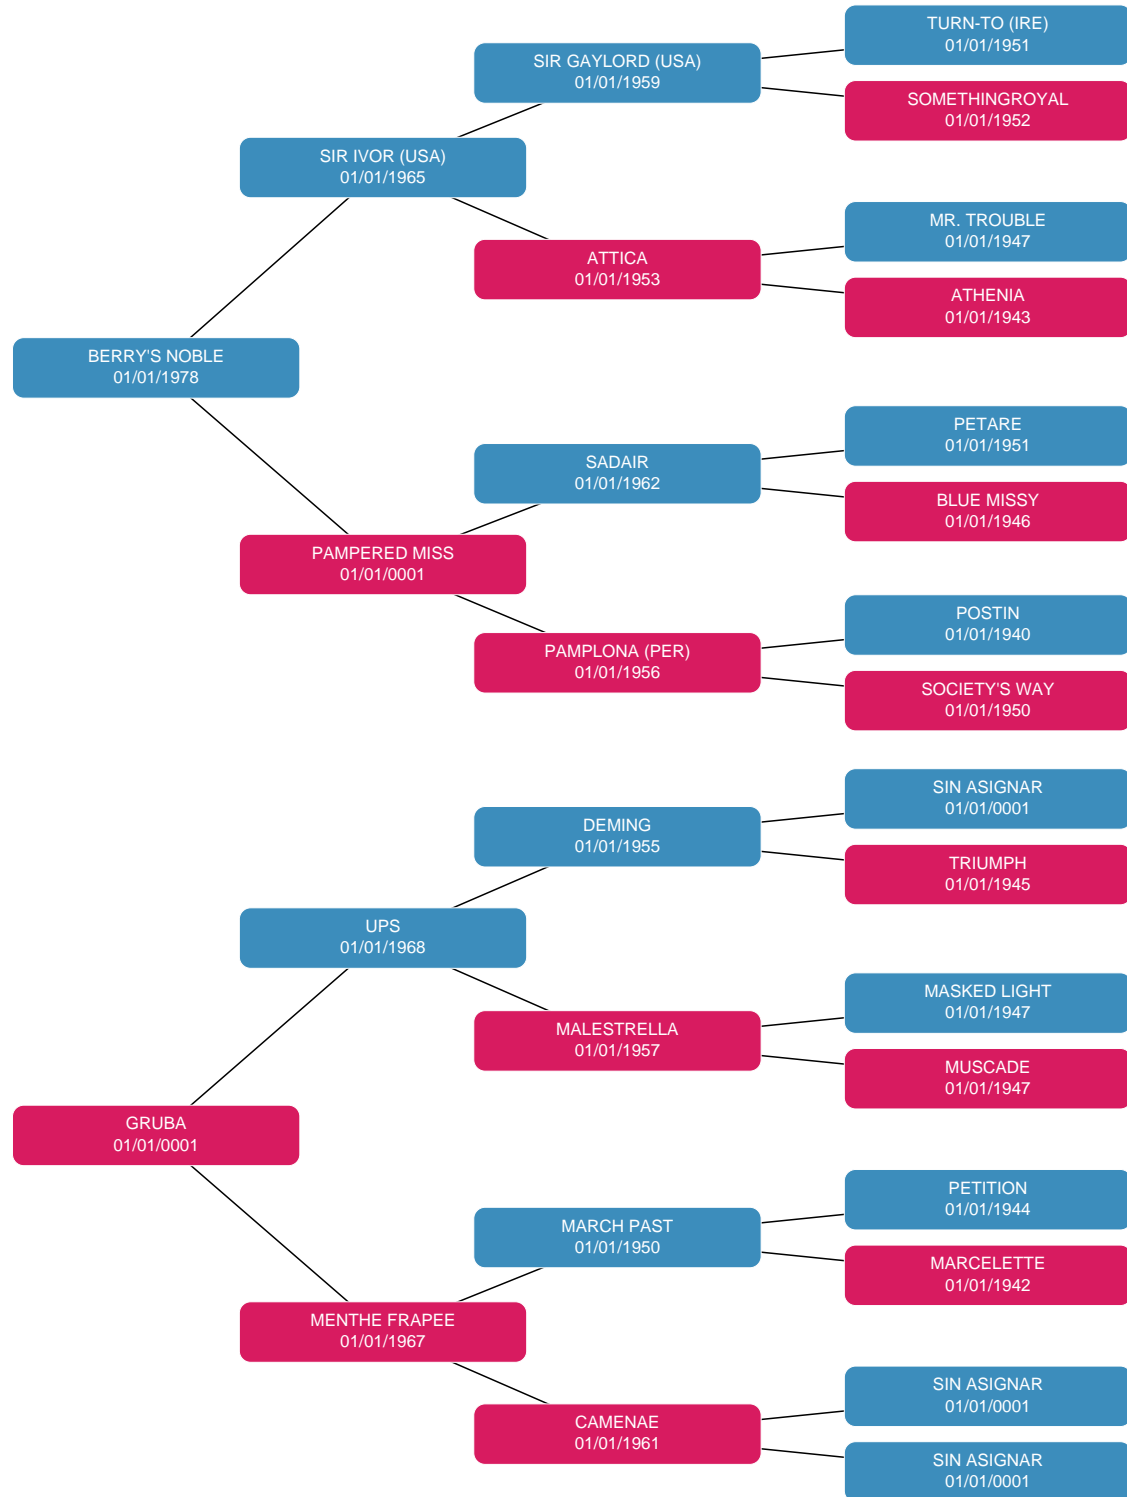 TURN-TO (IRE)
01/01/1951
SIR GAYLORD (USA)
01/01/1959
SOMETHINGROYAL
01/01/1952
SIR IVOR (USA)
01/01/1965
MR. TROUBLE
01/01/1947
ATTICA
01/01/1953
ATHENIA
01/01/1943
BERRY'S NOBLE
01/01/1978
PETARE
01/01/1951
SADAIR
01/01/1962
BLUE MISSY
01/01/1946
PAMPERED MISS
01/01/0001
POSTIN
01/01/1940
PAMPLONA (PER)
01/01/1956
SOCIETY'S WAY
01/01/1950
SIN ASIGNAR
01/01/0001
DEMING
01/01/1955
TRIUMPH
01/01/1945
UPS
01/01/1968
MASKED LIGHT
01/01/1947
MALESTRELLA
01/01/1957
MUSCADE
01/01/1947
GRUBA
01/01/0001
PETITION
01/01/1944
MARCH PAST
01/01/1950
MARCELETTE
01/01/1942
MENTHE FRAPEE
01/01/1967
SIN ASIGNAR
01/01/0001
CAMENAE
01/01/1961
SIN ASIGNAR
01/01/0001